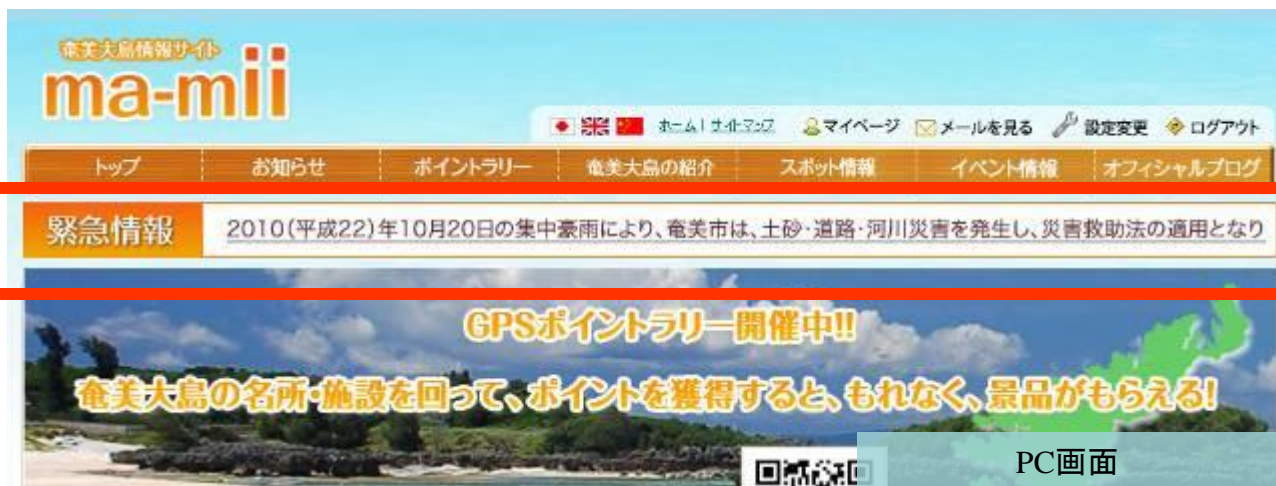 奄美大島情報サイト
ma-mii
ホーム | サイトマップ マイページ メールを見る 設定変更 ログアウト
トップ お知らせ ポイントラリー 奄美大島の紹介 スポット情報 イベント情報 オフィシャルブログ
緊急情報 2010(平成22)年10月20日の集中豪雨により、奄美市は、土砂・道路・河川災害を発生し、災害救助法の適用となり
GPSポイントラリー開催中!!
奄美大島の名所・施設を回って、ポイントを獲得すると、もれなく、景品がもらえる!
PC画面